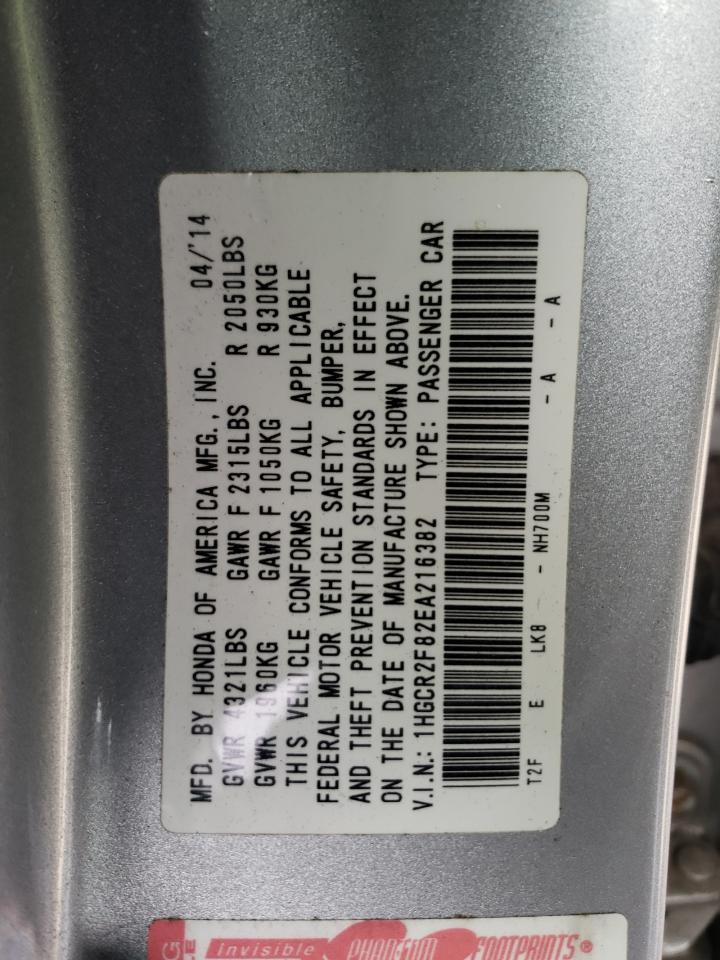 MFD. BY HONDA OF AMERICA MFG., INC. 04/'14
GVWR 4321LBS GAWR F 2315LBS R 2050LBS
GVWR 1960KG GAWR F 1050KG R 930KG
THIS VEHICLE CONFORMS TO ALL APPLICABLE
FEDERAL MOTOR VEHICLE SAFETY, BUMPER,
AND THEFT PREVENTION STANDARDS IN EFFECT
ON THE DATE OF MANUFACTURE SHOWN ABOVE.
V.I.N.: 1HGCR2F82EA216382 TYPE: PASSENGER CAR
T2F E LK8 - NH700M - A - A
invisible PHANTOM FOOTPRINTS®